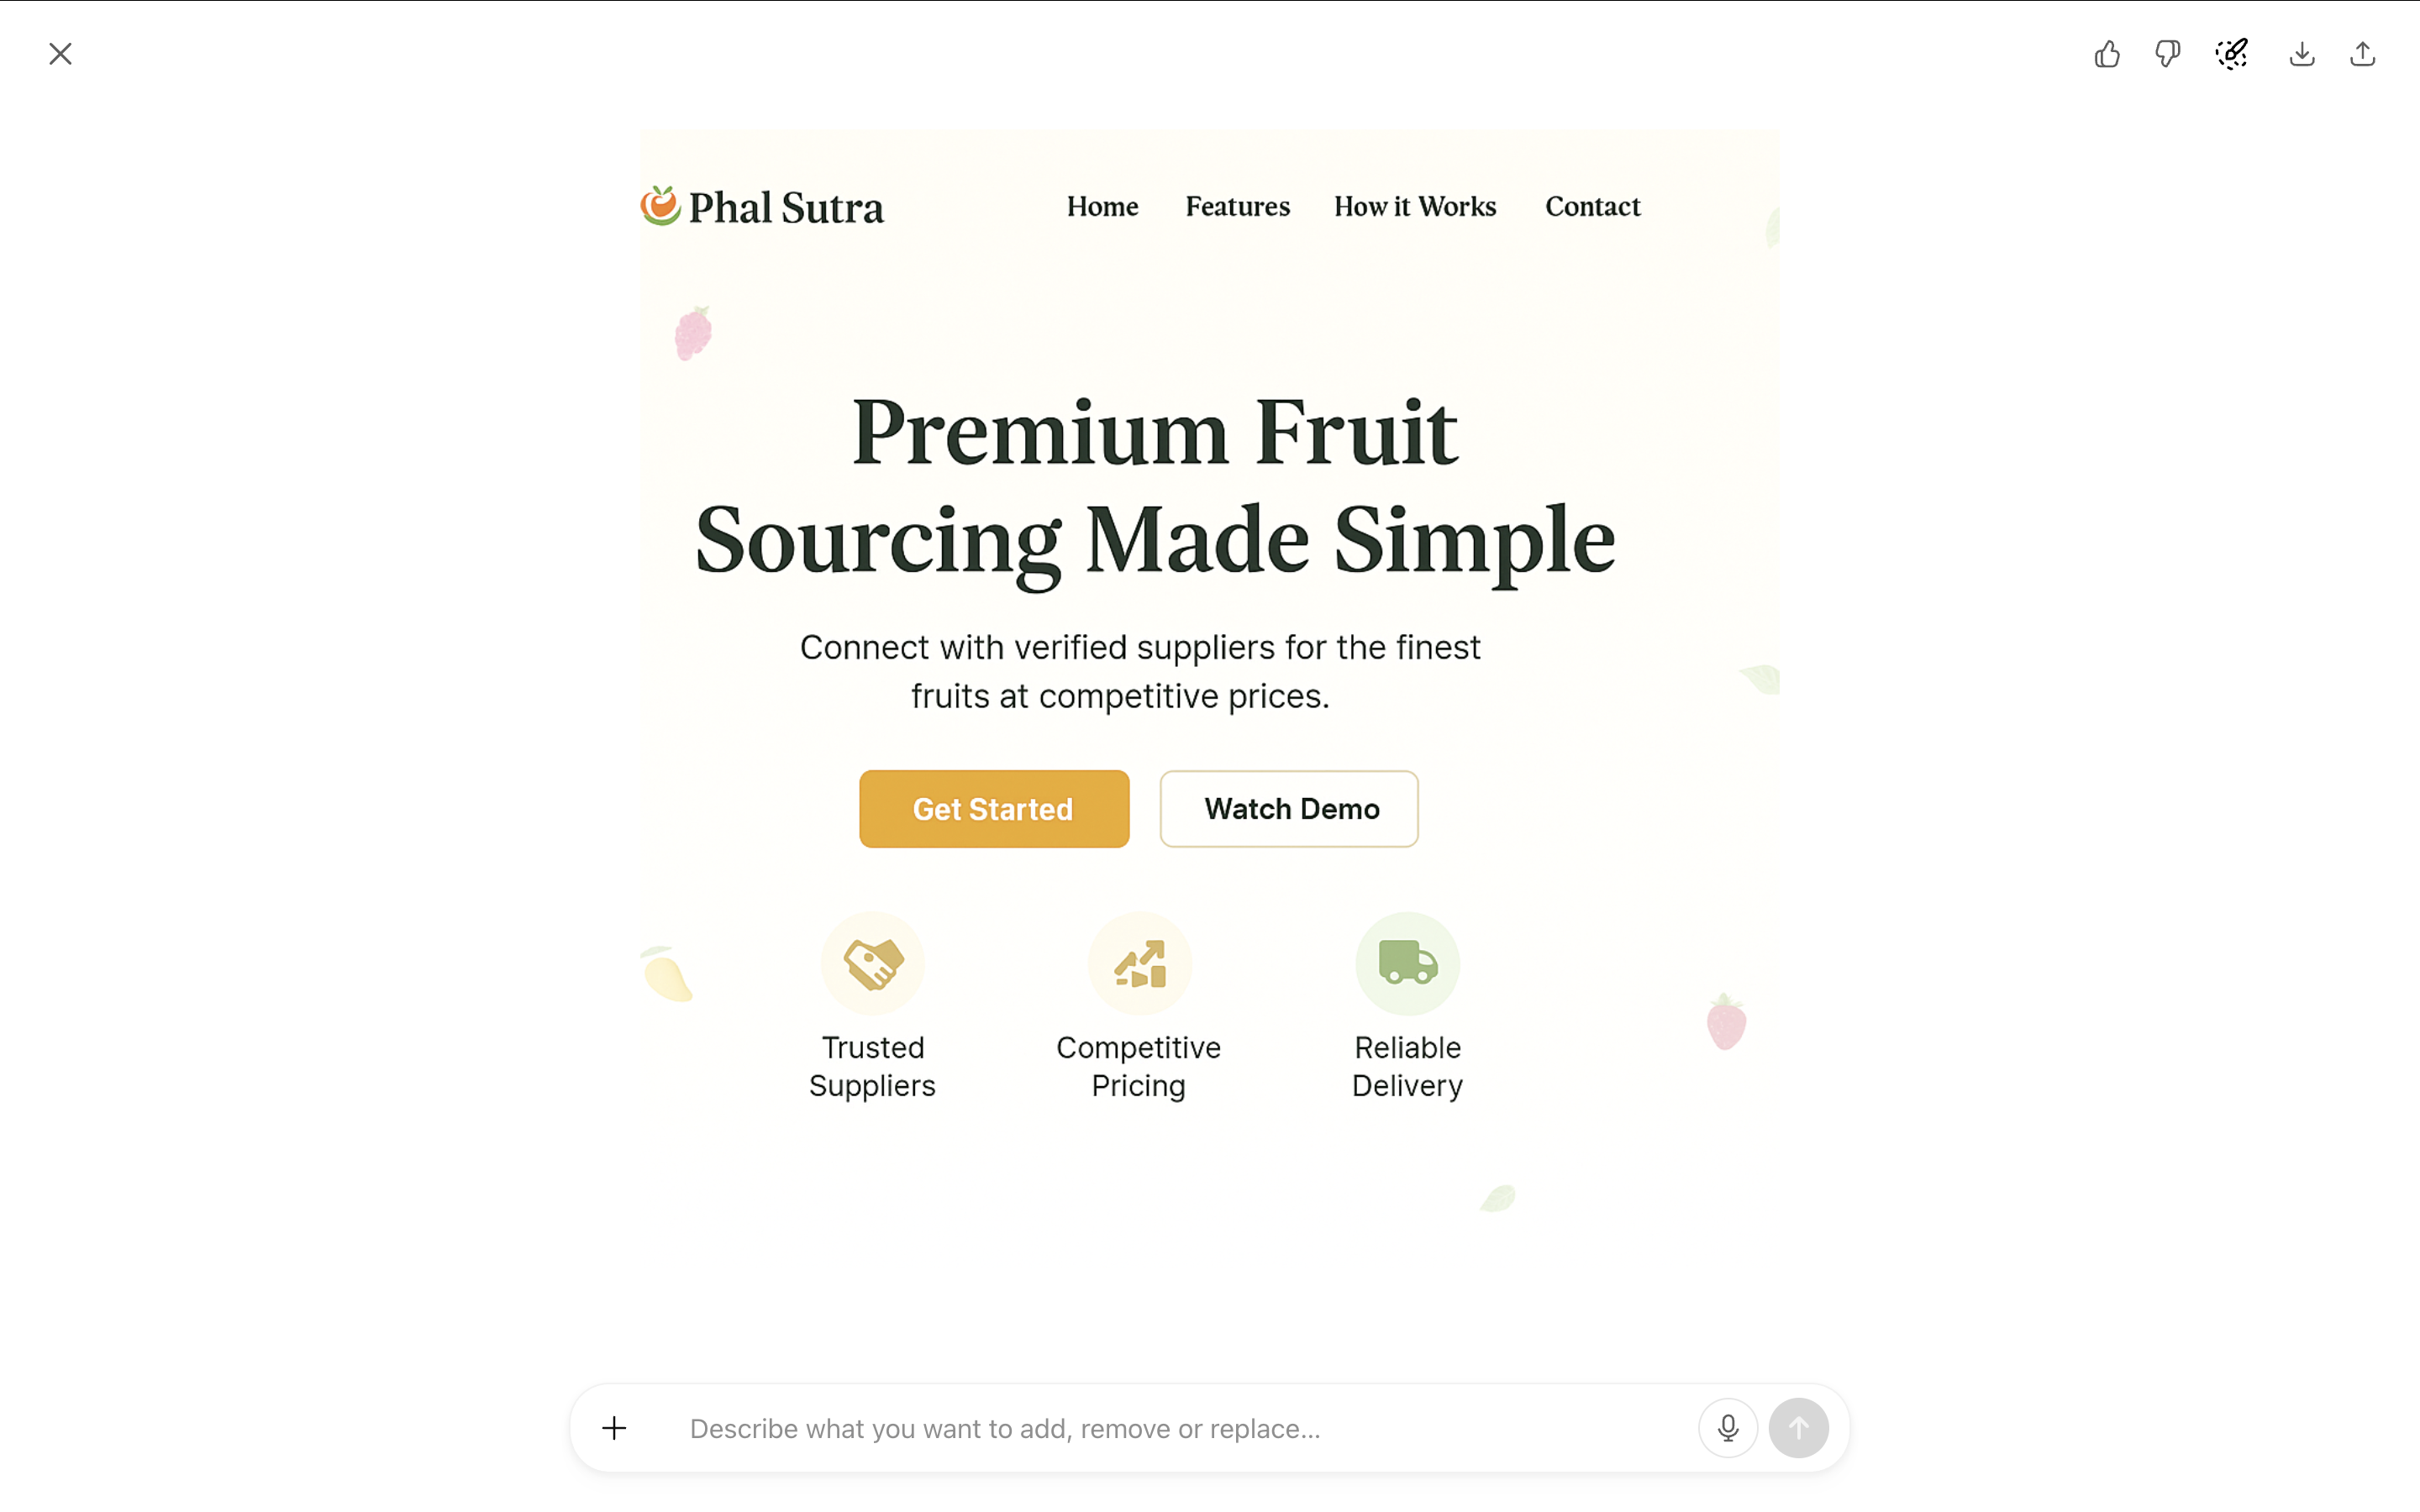 Phal Sutra
Home Features How it Works Contact
Premium Fruit
Sourcing Made Simple
Connect with verified suppliers for the finest
fruits at competitive prices.
Get Started Watch Demo
Trusted
Suppliers
Competitive
Pricing
Reliable
Delivery
Describe what you want to add, remove or replace...